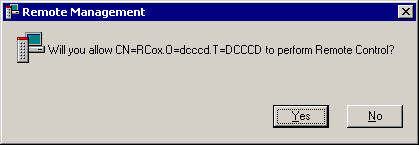 Remote Management
Will you allow CN=RCox.O=dcccd.T=DCCCD to perform Remote Control?
Yes
No